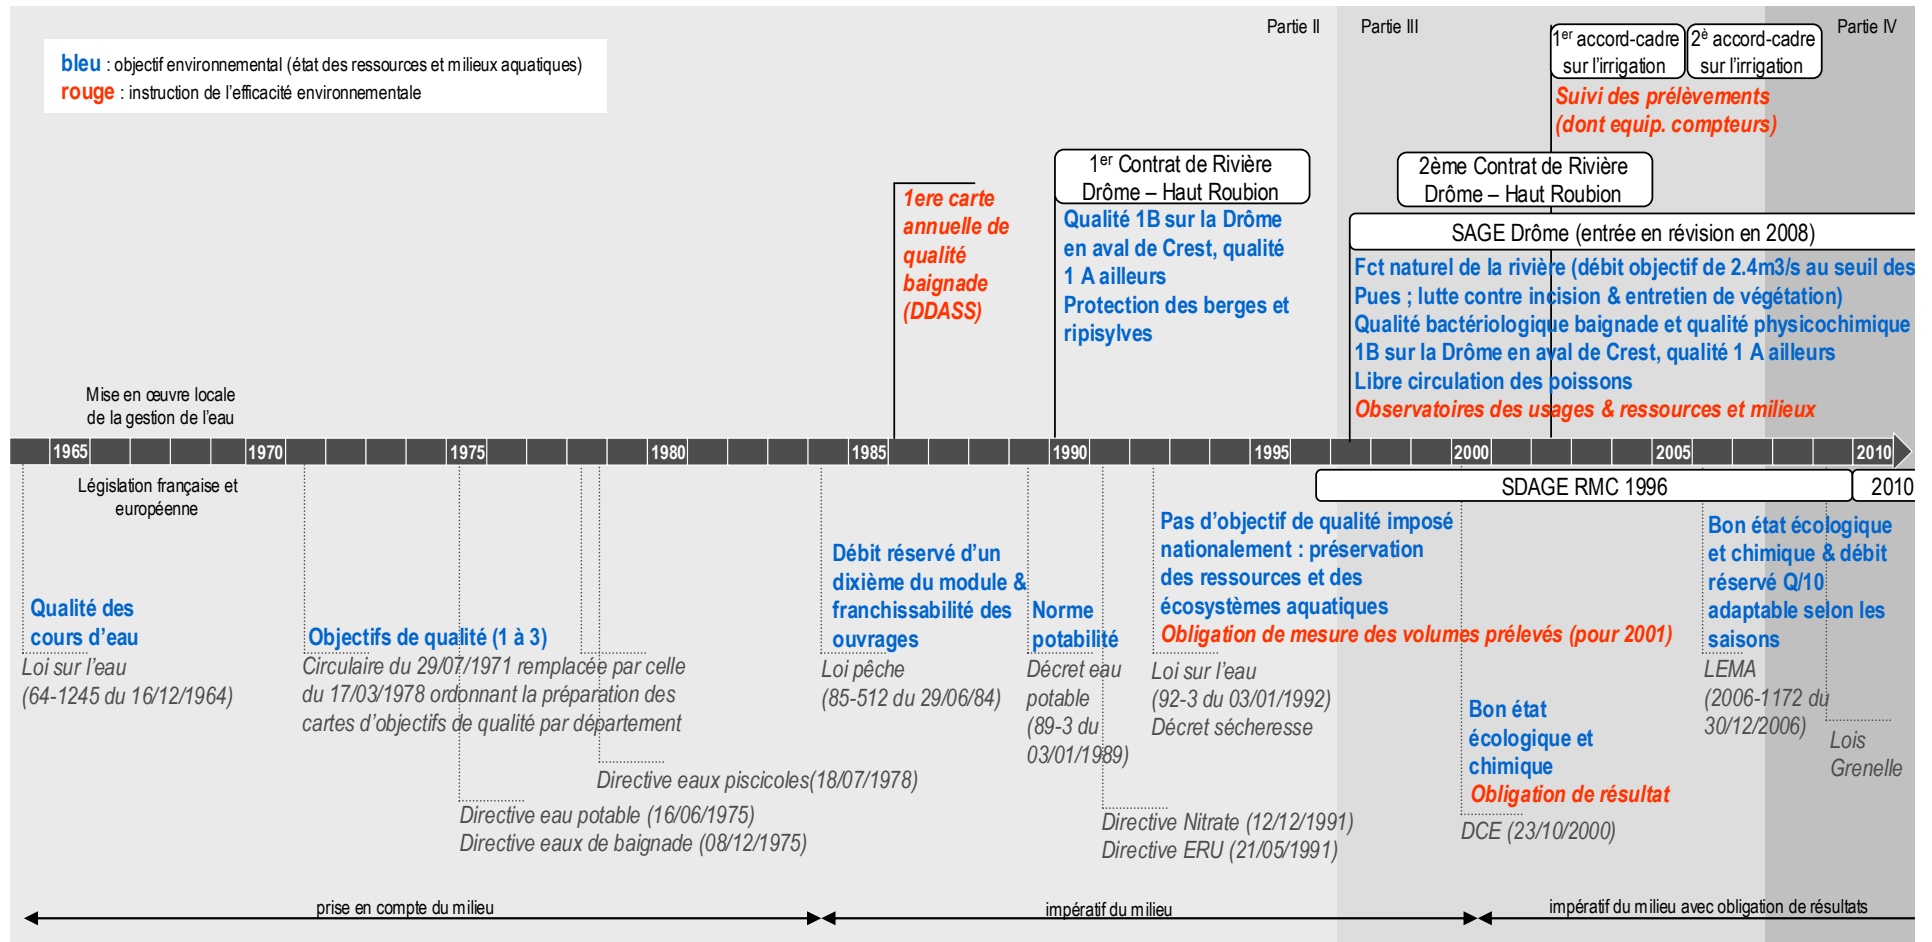 Partie II
Partie III
Partie IV
bleu : objectif environnemental (état des ressources et milieux aquatiques)
rouge : instruction de l'efficacité environnementale
1er accord-cadre
sur l'irrigation
2è accord-cadre
sur l'irrigation
Suivi des prélèvements
(dont equip. compteurs)
1er Contrat de Rivière
Drôme – Haut Roubion
2ème Contrat de Rivière
Drôme – Haut Roubion
1ere carte
annuelle de
qualité
baignade
(DDASS)
Qualité 1B sur la Drôme
en aval de Crest, qualité
1 A ailleurs
Protection des berges et
ripisylves
SAGE Drôme (entrée en révision en 2008)
Fct naturel de la rivière (débit objectif de 2.4m3/s au seuil des
Pues ; lutte contre incision & entretien de végétation)
Qualité bactériologique baignade et qualité physicochimique
1B sur la Drôme en aval de Crest, qualité 1 A ailleurs
Libre circulation des poissons
Observatoires des usages & ressources et milieux
Mise en œuvre locale
de la gestion de l'eau
1965
1970
1975
1980
1985
1990
1995
2000
2005
2010
Législation française et
européenne
SDAGE RMC 1996
2010
Qualité des
cours d'eau
Loi sur l'eau
(64-1245 du 16/12/1964)
Objectifs de qualité (1 à 3)
Circulaire du 29/07/1971 remplacée par celle
du 17/03/1978 ordonnant la préparation des
cartes d'objectifs de qualité par département
Directive eaux piscicoles(18/07/1978)
Directive eau potable (16/06/1975)
Directive eaux de baignade (08/12/1975)
Débit réservé d'un
dixième du module &
franchissabilité des
ouvrages
Loi pêche
(85-512 du 29/06/84)
Norme
potabilité
Décret eau
potable
(89-3 du
03/01/1989)
Directive Nitrate (12/12/1991)
Directive ERU (21/05/1991)
Pas d'objectif de qualité imposé
nationalement : préservation
des ressources et des
écosystèmes aquatiques
Obligation de mesure des volumes prélevés (pour 2001)
Loi sur l'eau
(92-3 du 03/01/1992)
Décret sécheresse
Bon état
écologique et
chimique
Obligation de résultat
DCE (23/10/2000)
Bon état écologique
et chimique & débit
réservé Q/10
adaptable selon les
saisons
LEMA
(2006-1172 du
30/12/2006)
Lois
Grenelle
prise en compte du milieu
impératif du milieu
impératif du milieu avec obligation de résultats